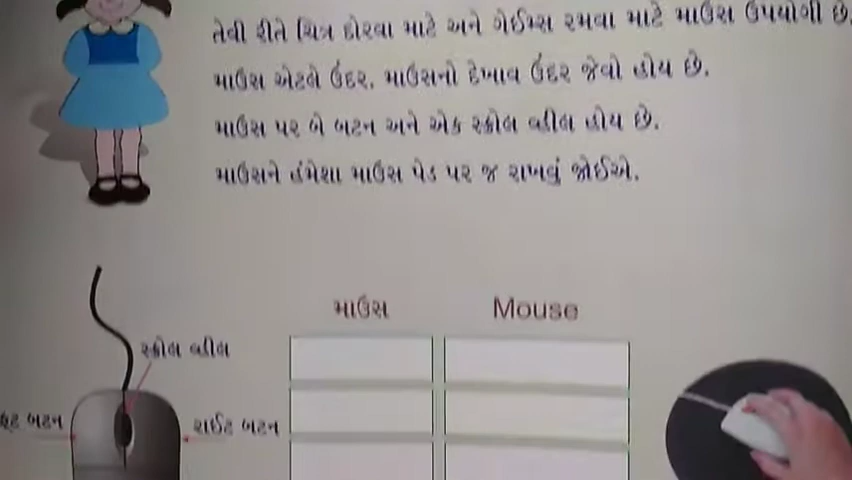 તેવી રીતે ચિત્ર દોરવા માટે અને ગેઈમ્સ રમવા માટે માઉસ ઉપયોગી છે.
માઉસ એટલે ઉંદર. માઉસનો દેખાવ ઉંદર જેવો હોય છે.
માઉસ પર બે બટન અને એક સ્ક્રોલ વ્હીલ હોય છે.
માઉસને હંમેશા માઉસ પેડ પર જ રાખવું જોઈએ.
માઉસ Mouse
સ્ક્રોલ વ્હીલ
બટન રાઈટ બટન